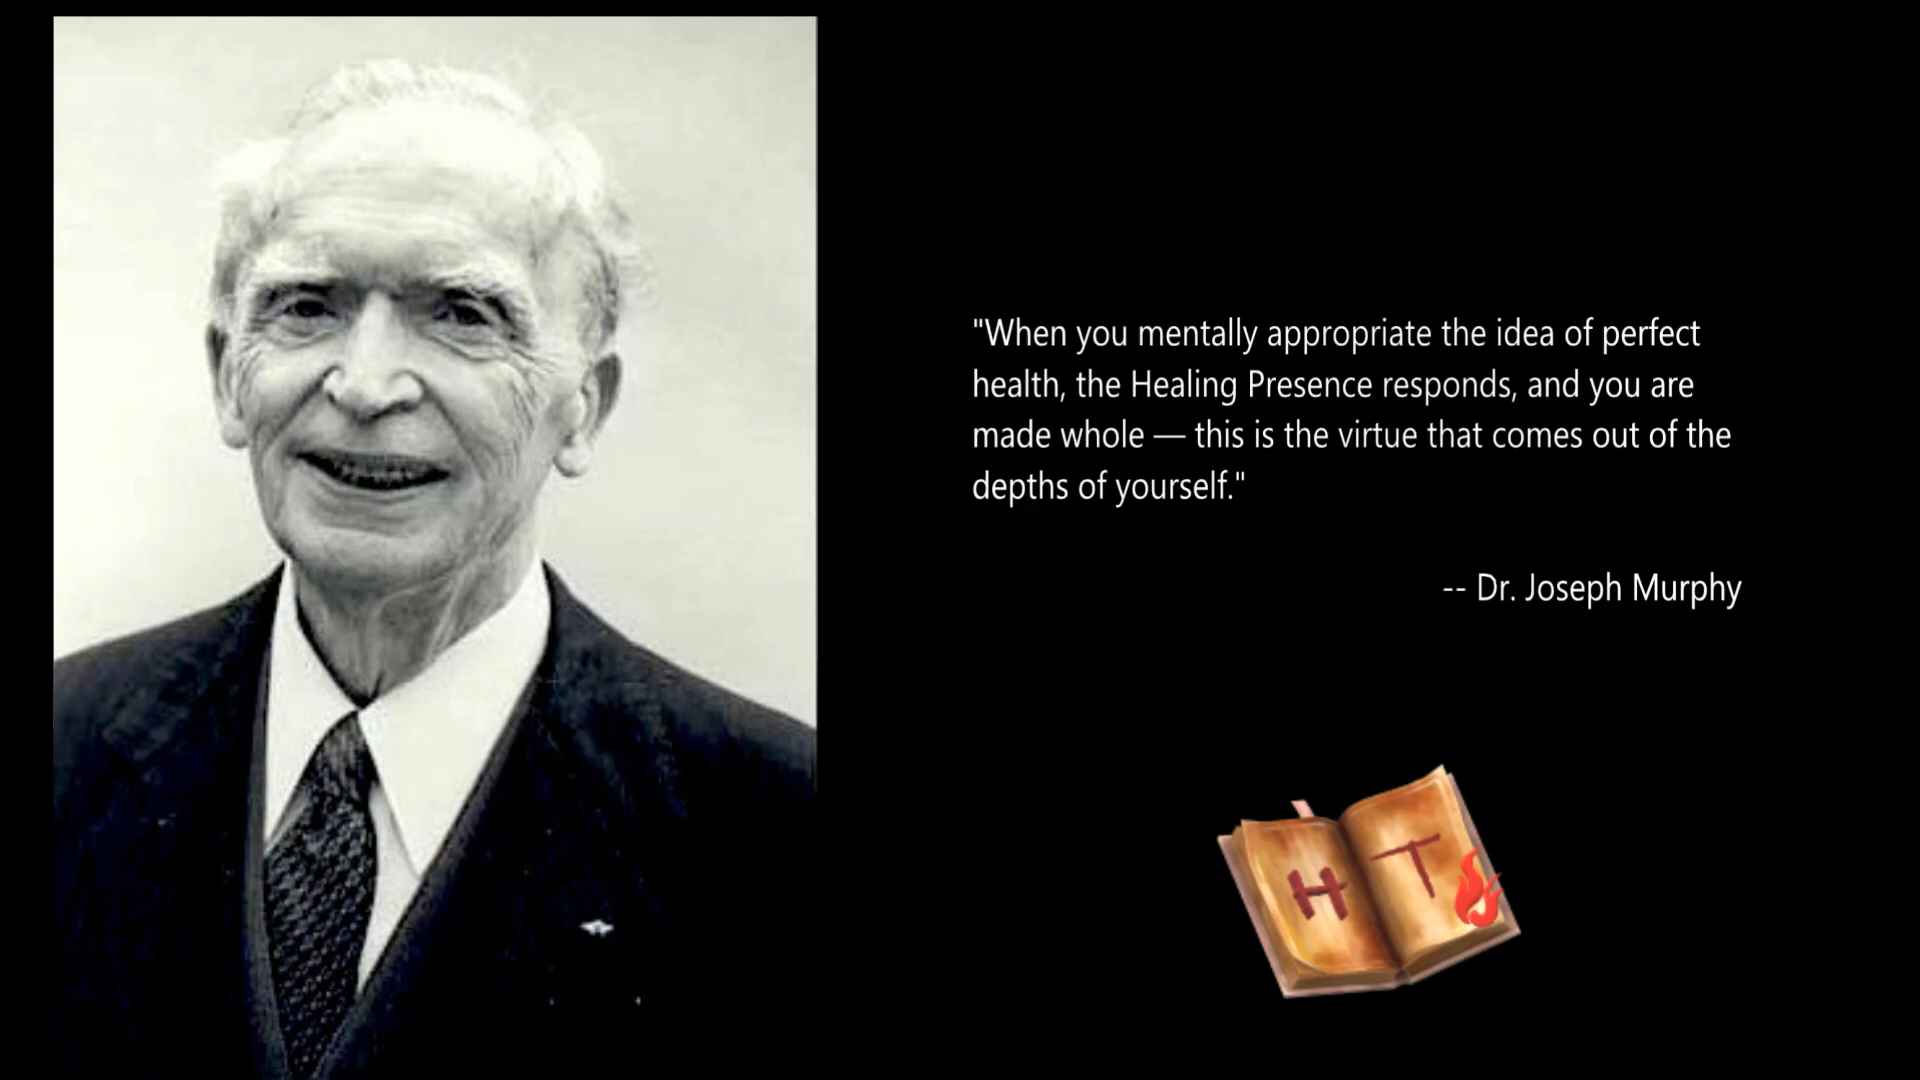 "When you mentally appropriate the idea of perfect
health, the Healing Presence responds, and you are
made whole — this is the virtue that comes out of the
depths of yourself."
-- Dr. Joseph Murphy
H T